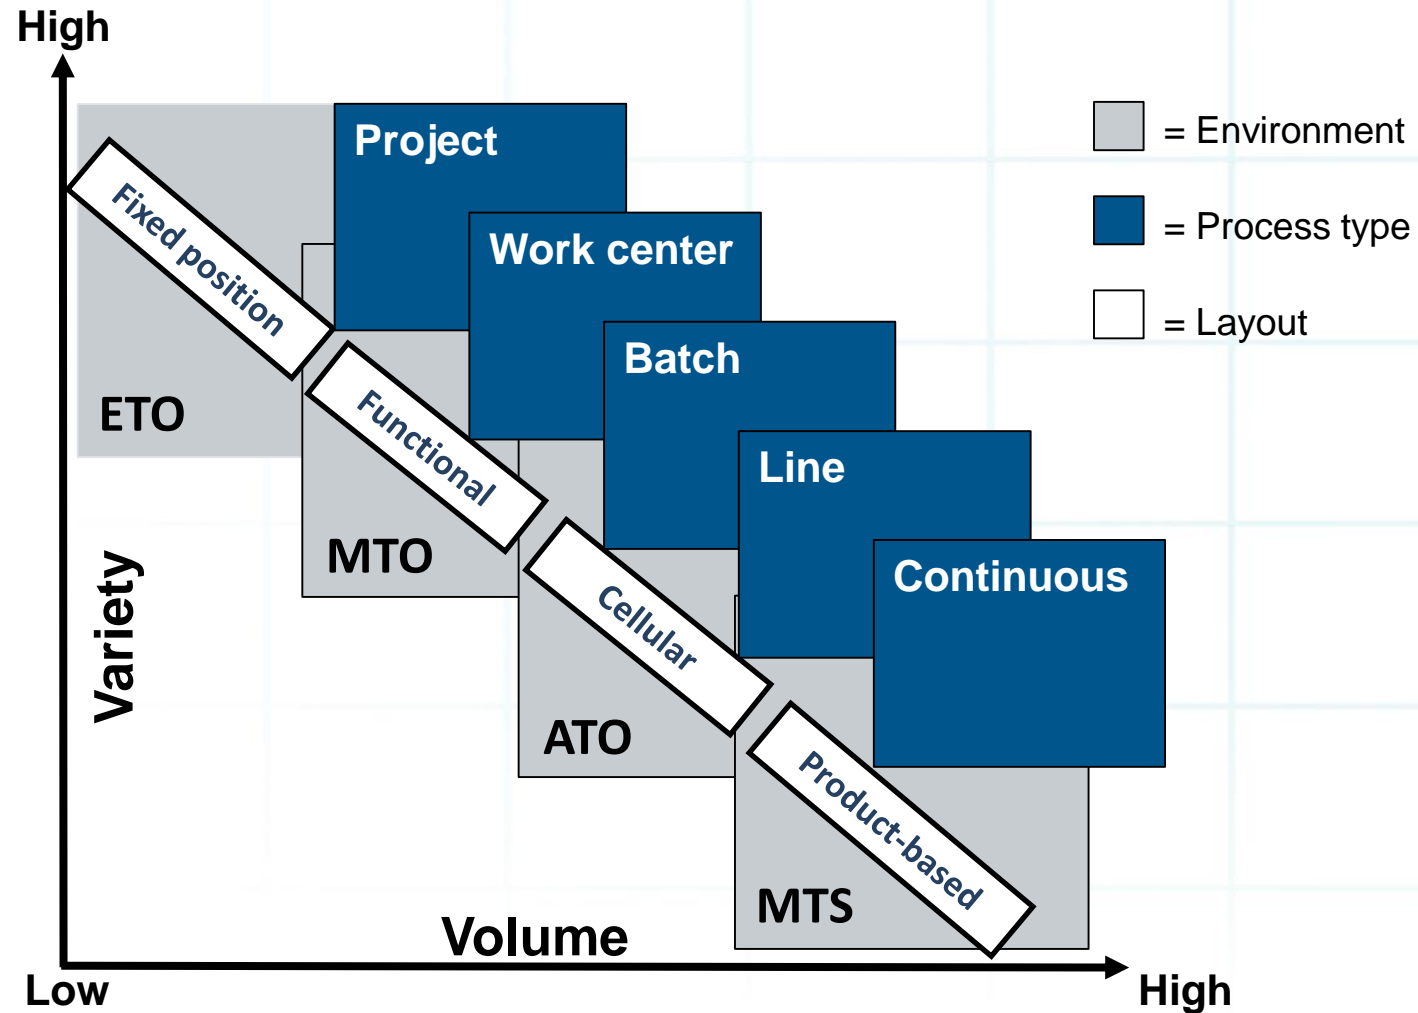 High
Project
= Environment
Fixed position
Work center
= Process type
= Layout
Batch
ETO
Functional
Line
MTO
Continuous
Variety
Cellular
ATO
Product-based
MTS
Volume
Low
High